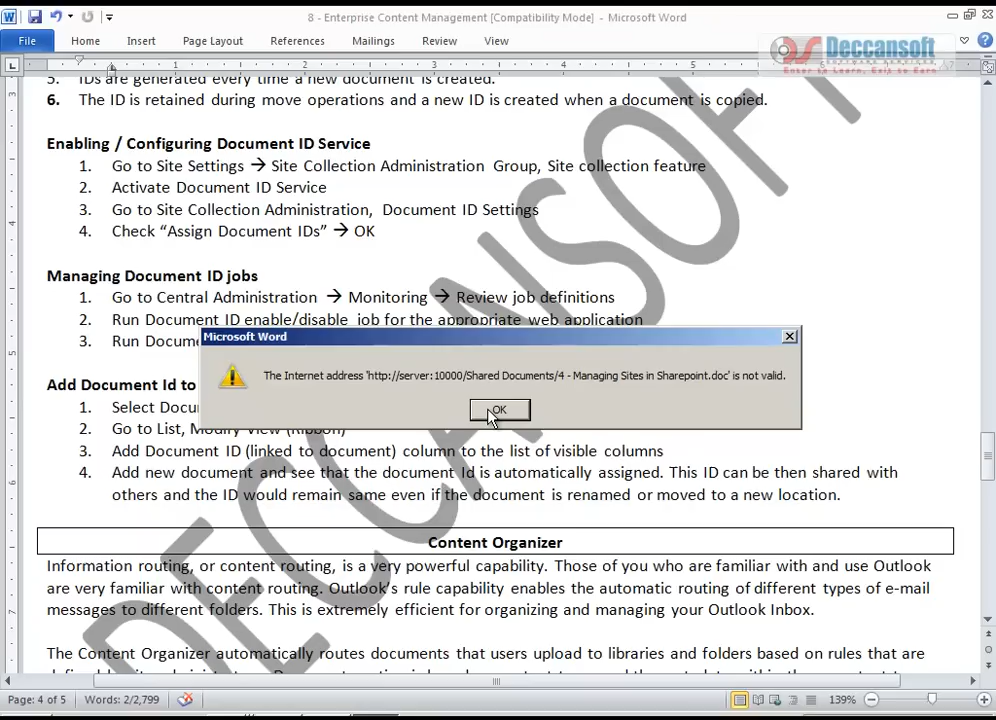 8 - Enterprise Content Management [Compatibility Mode] - Microsoft Word
File Home Insert Page Layout References Mailings Review View
Deccansoft
SOFTWARE SERVICES
Enter to Learn, Exit to Earn
5. IDs are generated every time a new document is created.
6. The ID is retained during move operations and a new ID is created when a document is copied.
Enabling / Configuring Document ID Service
1. Go to Site Settings → Site Collection Administration Group, Site collection feature
2. Activate Document ID Service
3. Go to Site Collection Administration, Document ID Settings
4. Check “Assign Document IDs” → OK
Managing Document ID jobs
1. Go to Central Administration → Monitoring → Review job definitions
2. Run Document ID enable/disable job for the appropriate web application
3. Run Docume
Microsoft Word
The Internet address 'http://server:10000/Shared Documents/4 - Managing Sites in Sharepoint.doc' is not valid.
OK
Add Document Id to
1. Select Docu
2. Go to List, Modify View (Ribbon)
3. Add Document ID (linked to document) column to the list of visible columns
4. Add new document and see that the document Id is automatically assigned. This ID can be then shared with
others and the ID would remain same even if the document is renamed or moved to a new location.
Content Organizer
Information routing, or content routing, is a very powerful capability. Those of you who are familiar with and use Outlook
are very familiar with content routing. Outlook’s rule capability enables the automatic routing of different types of e-mail
messages to different folders. This is extremely efficient for organizing and managing your Outlook Inbox.
The Content Organizer automatically routes documents that users upload to libraries and folders based on rules that are
DECCANSOFT
Page: 4 of 5 Words: 2/2,799 139%